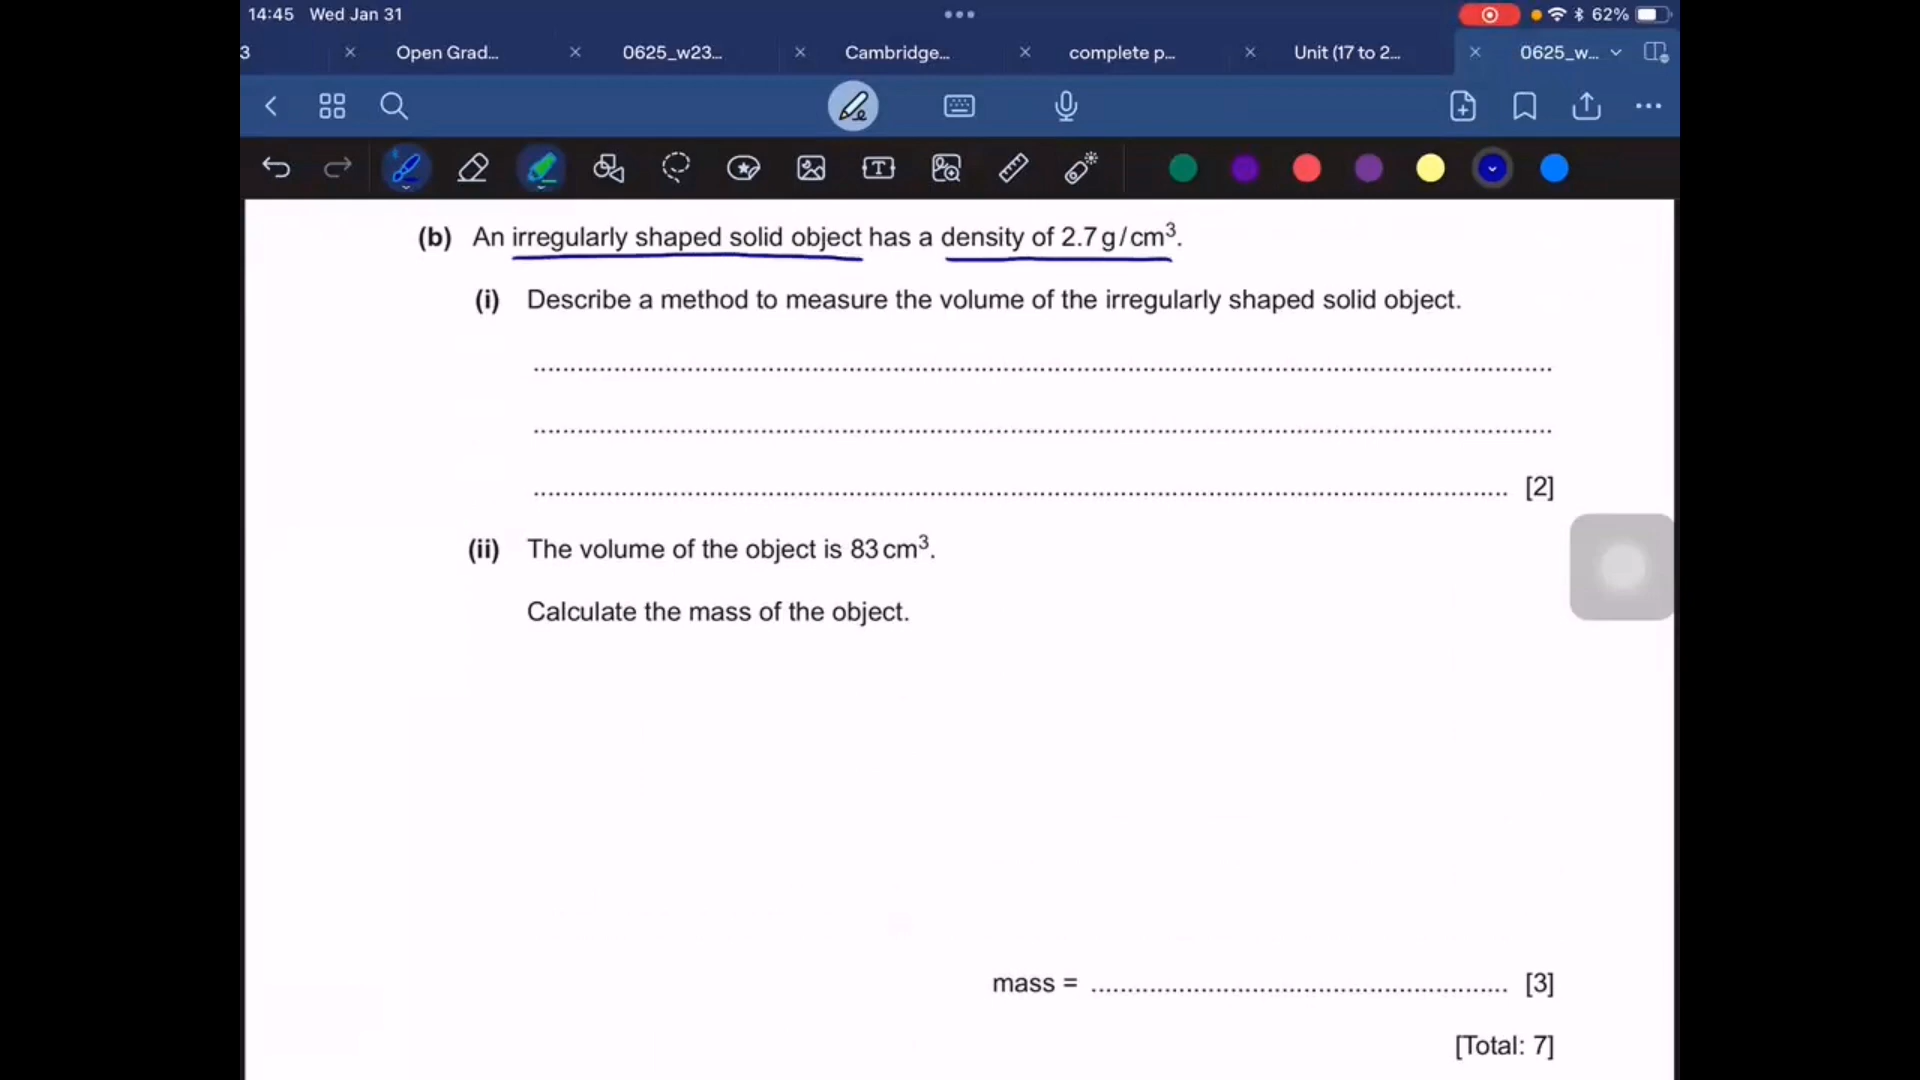 14:45 Wed Jan 31
62%
3
Open Grad...
0625_w23...
Cambridge...
complete p...
Unit (17 to 2...
0625_w...
(b) An irregularly shaped solid object has a density of 2.7 g/cm³.
(i) Describe a method to measure the volume of the irregularly shaped solid object.
[2]
(ii) The volume of the object is 83 cm³.
Calculate the mass of the object.
mass = ........................................................ [3]
[Total: 7]